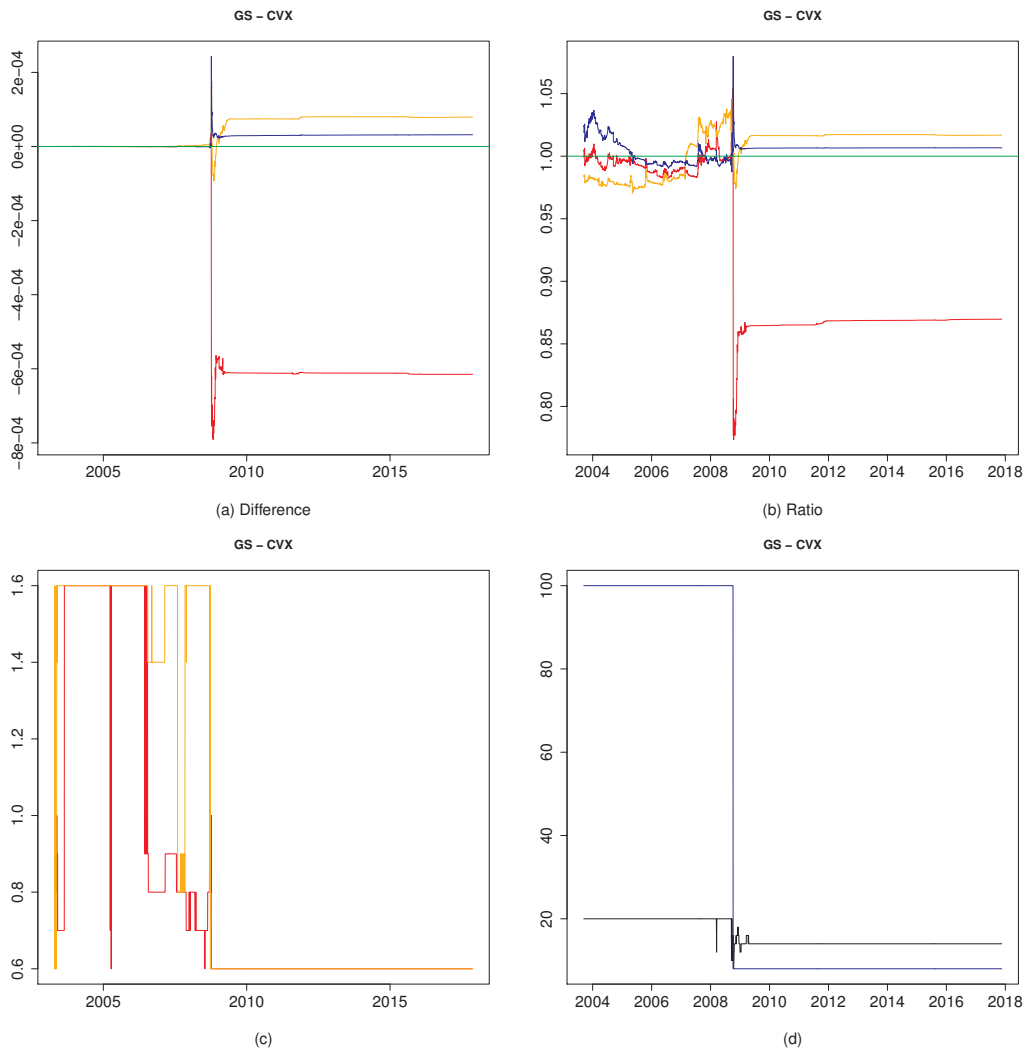 GS − CVX
GS − CVX
2e−04
0e+00
−2e−04
−4e−04
−6e−04
−8e−04
2005
2010
2015
(a) Difference
1.05
1.00
0.95
0.90
0.85
0.80
2004
2006
2008
2010
2012
2014
2016
2018
(b) Ratio
GS − CVX
GS − CVX
1.6
1.4
1.2
1.0
0.8
0.6
2005
2010
2015
(c)
100
80
60
40
20
2004
2006
2008
2010
2012
2014
2016
2018
(d)